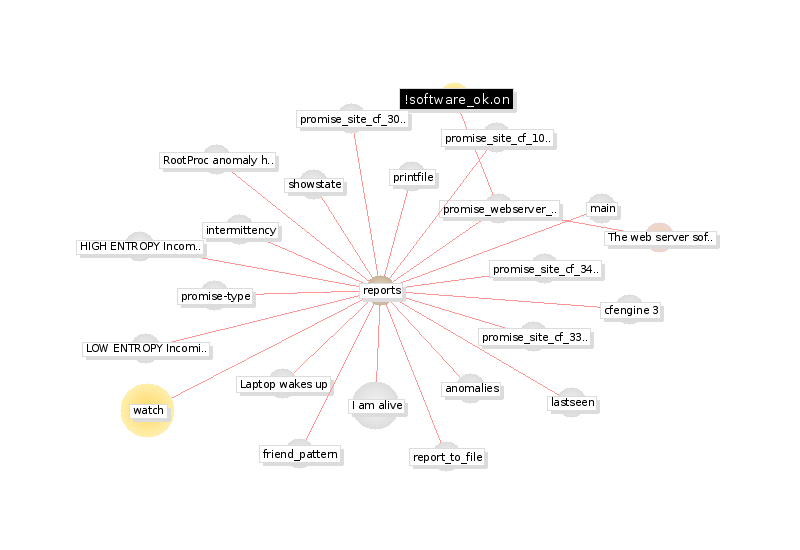 !software_ok.on
promise_site_cf_30..
promise_site_cf_10..
RootProc anomaly h..
printfile
showstate
promise_webserver_..
main
intermittency
The web server sof..
HIGH ENTROPY Incom..
promise_site_cf_34..
reports
promise-type
cfengine 3
promise_site_cf_33..
LOW ENTROPY Incomi..
Laptop wakes up
anomalies
lastseen
I am alive
watch
friend_pattern
report_to_file